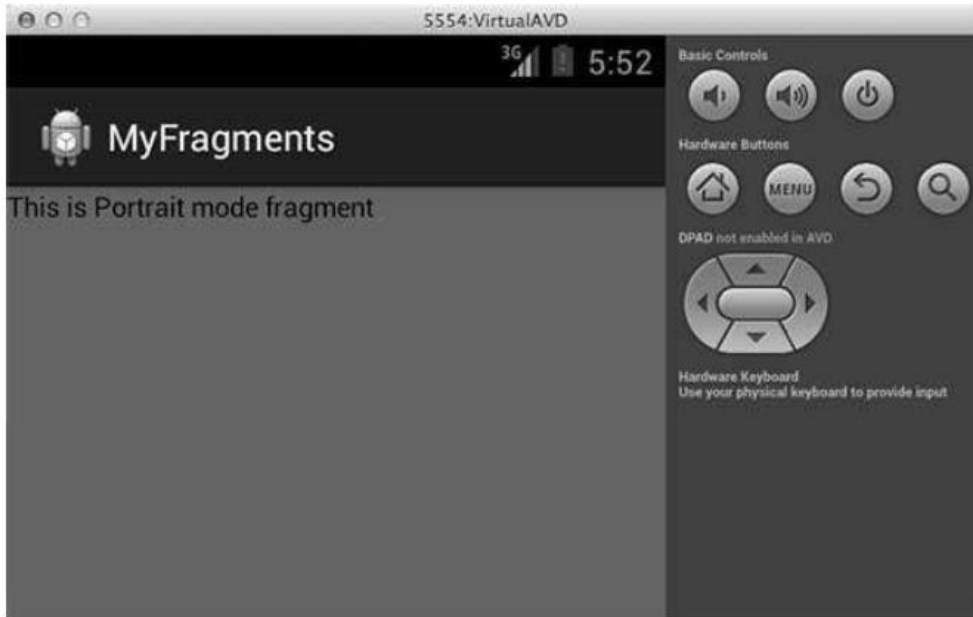 5554:VirtualAVD
3G 5:52
MyFragments
This is Portrait mode fragment
Basic Controls
Hardware Buttons
MENU
DPAD not enabled in AVD
Hardware Keyboard
Use your physical keyboard to provide input